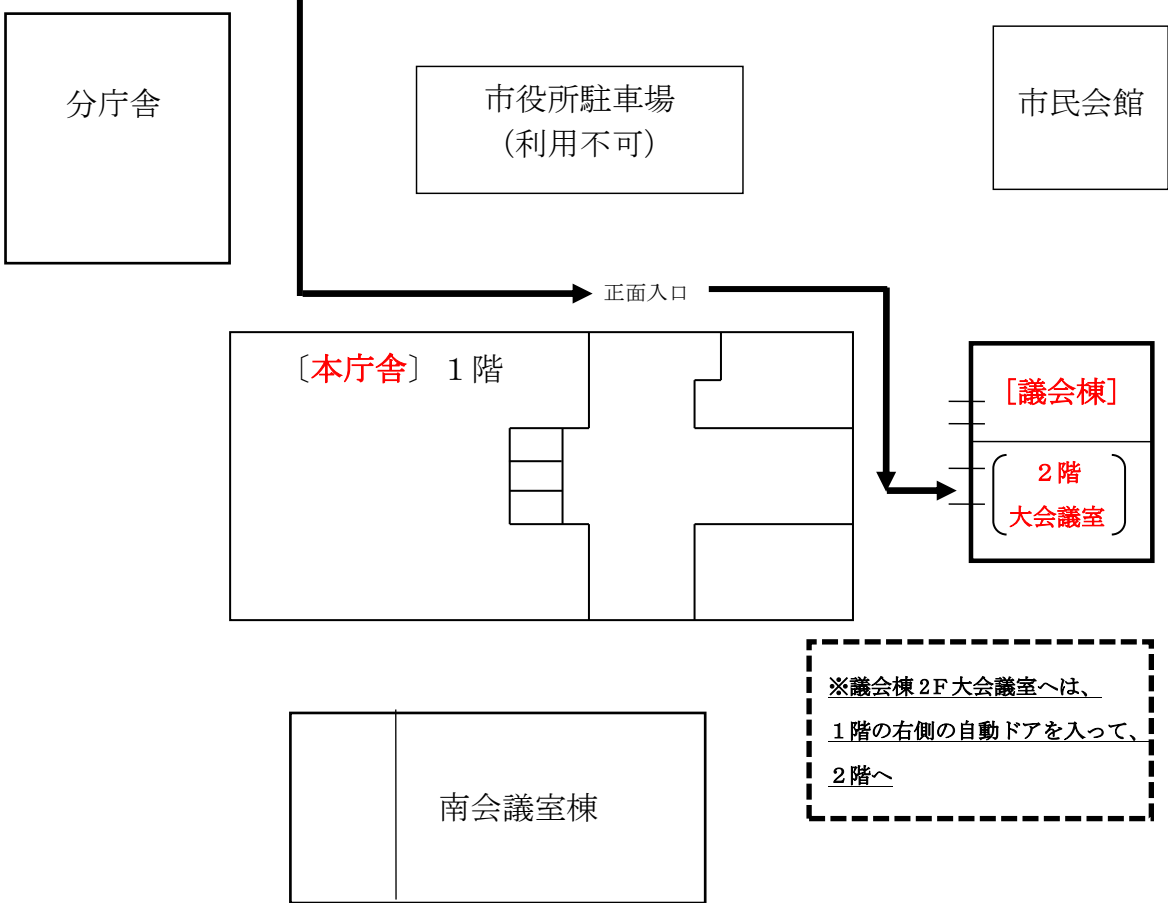 分庁舎
市役所駐車場
(利用不可)
市民会館
正面入口
〔本庁舎〕１階
[議会棟]
２階
大会議室
※議会棟2F大会議室へは、
１階の右側の自動ドアを入って、
２階へ
南会議室棟